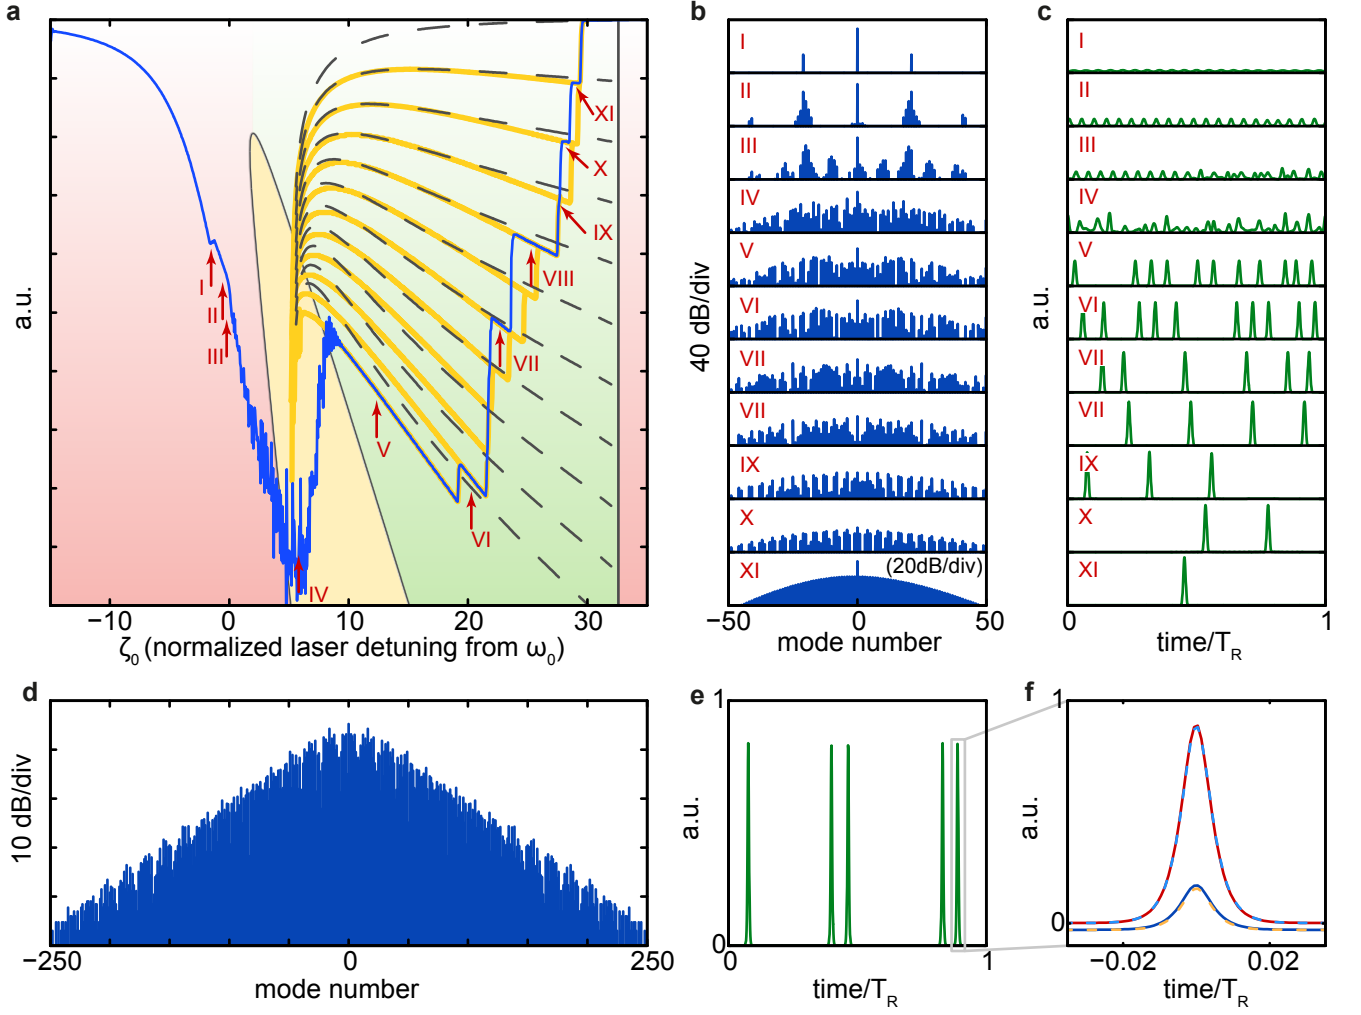 a
a.u.
I
II
III
IV
V
VI
VII
VIII
IX
X
XI
−10
0
10
20
30
ζ₀ (normalized laser detuning from ω₀)
b
40 dB/div
I
II
III
IV
V
VI
VII
VII
IX
X
XI
(20dB/div)
−50
0
50
mode number
c
a.u.
I
II
III
IV
V
VI
VII
VII
IX
X
XI
0
1
time/T_R
d
10 dB/div
−250
0
250
mode number
e
1
a.u.
0
0
1
time/T_R
f
1
a.u.
0
−0.02
0.02
time/T_R